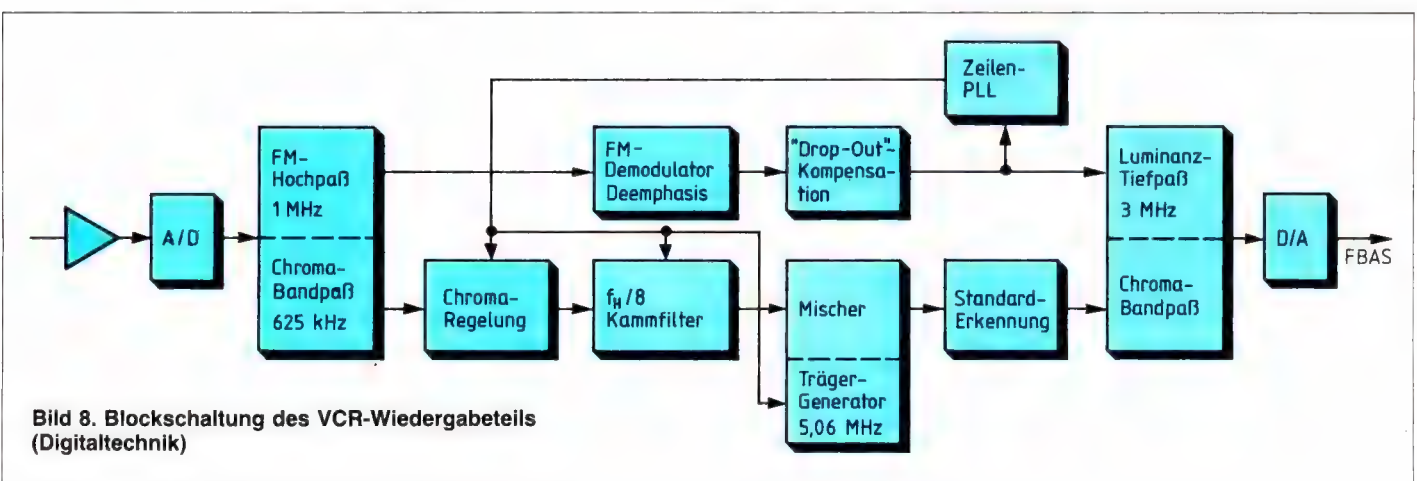 Zeilen-
PLL
FM-
Hochpaß
1 MHz
FM-
Demodulator
Deemphasis
"Drop-Out"-
Kompensa-
tion
Luminanz-
Tiefpaß
3 MHz
A/D
D/A
FBAS
Chroma-
Bandpaß
625 kHz
Chroma-
Regelung
fH/8
Kammfilter
Mischer
Standard-
Erkennung
Chroma-
Bandpaß
Träger-
Generator
5,06 MHz
Bild 8. Blockschaltung des VCR-Wiedergabeteils
(Digitaltechnik)